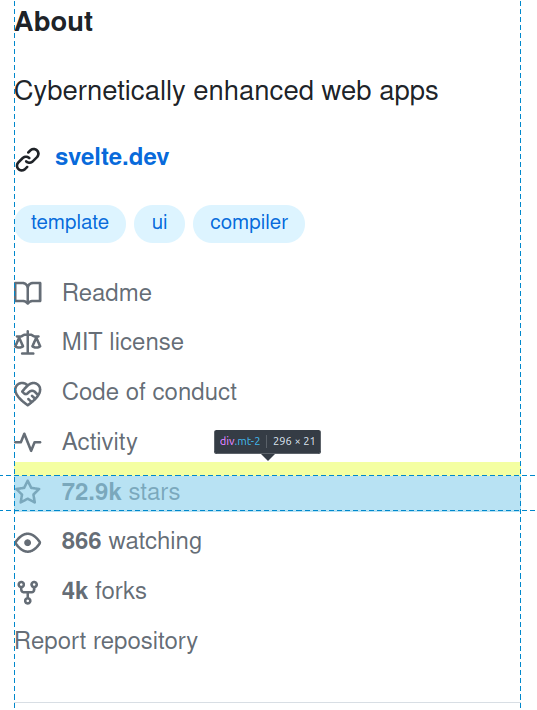 About
Cybernetically enhanced web apps
svelte.dev
template ui compiler
Readme
MIT license
Code of conduct
Activity
div.mt-2 296 × 21
72.9k stars
866 watching
4k forks
Report repository